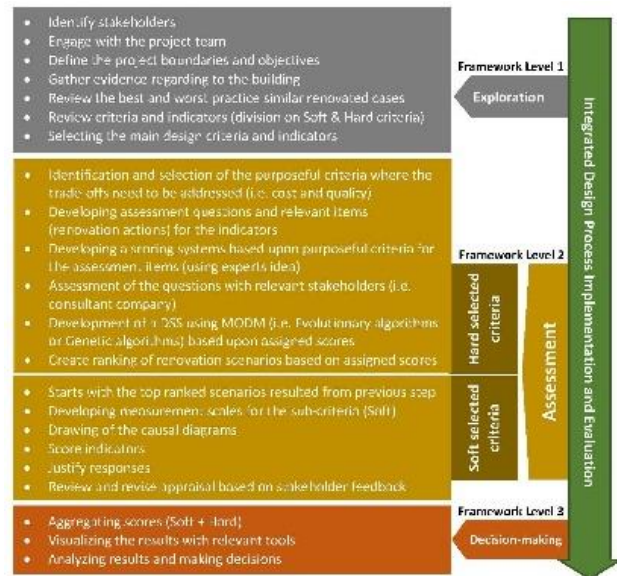 • Identify stakeholders
• Engage with the project team
• Define the project boundaries and objectives
• Gather evidence regarding to the building
• Review the best and worst practice similar renovated cases
• Review criteria and indicators (division on Soft & Hard criteria)
• Selecting the main design criteria and indicators
Framework Level 1
Exploration
• Identification and selection of the purposeful criteria where the
trade-offs need to be addressed (i.e. cost and quality)
• Developing assessment questions and relevant items
(renovation actions) for the indicators
• Developing a scoring systems based upon purposeful criteria for
the assessment items (using experts idea)
• Assessment of the questions with relevant stakeholders (i.e.
consultant company)
• Development of a DSS using MODM (i.e. Evolutionary algorithms
or Genetic algorithms) based upon assigned scores
• Create ranking of renovation scenarios based on assigned scores
Framework Level 2
Hard selected
criteria
• Starts with the top ranked scenarios resulted from previous step
• Developing measurement scales for the sub-criteria (Soft)
• Drawing of the causal diagrams
• Score indicators
• Justify responses
• Review and revise appraisal based on stakeholder feedback
Soft selected
criteria
Assessment
• Aggregating scores (Soft + Hard)
• Visualizing the results with relevant tools
• Analyzing results and making decisions
Framework Level 3
Decision-making
Integrated Design Process Implementation and Evaluation